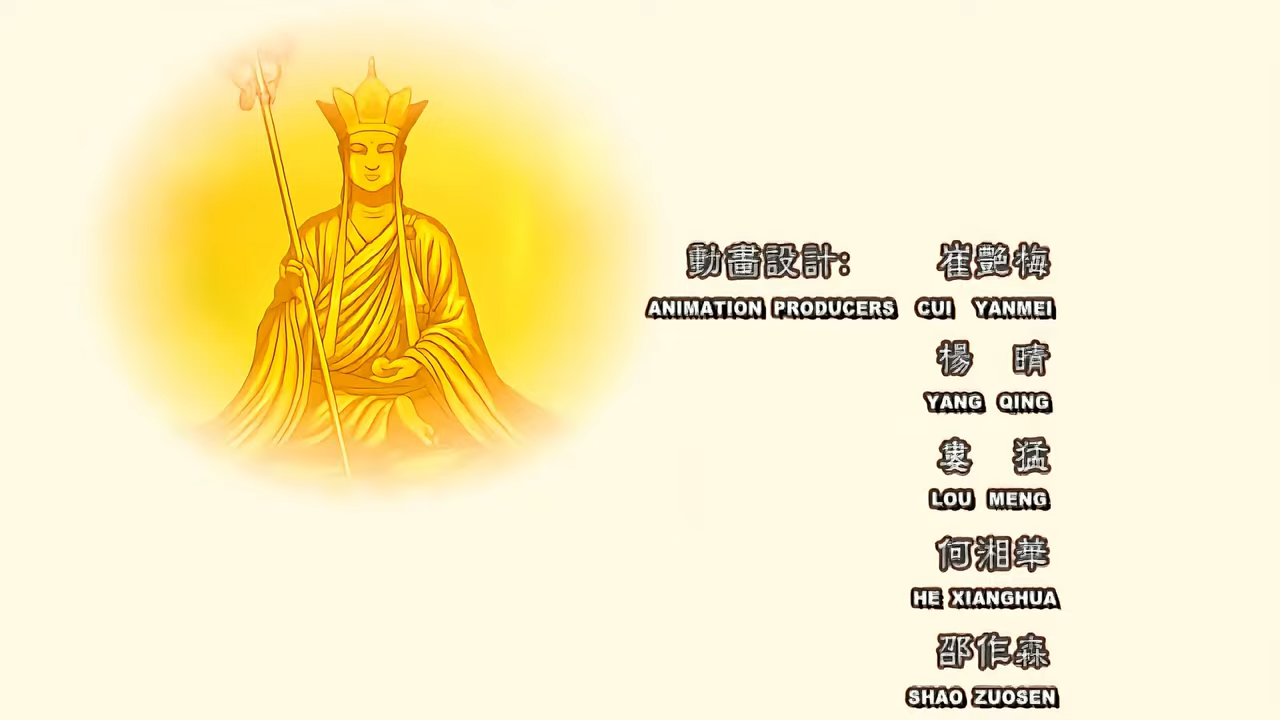 動畫設計: 崔艷梅
ANIMATION PRODUCERS CUI YANMEI
楊 晴
YANG QING
婁 猛
LOU MENG
何湘華
HE XIANGHUA
邵作森
SHAO ZUOSEN